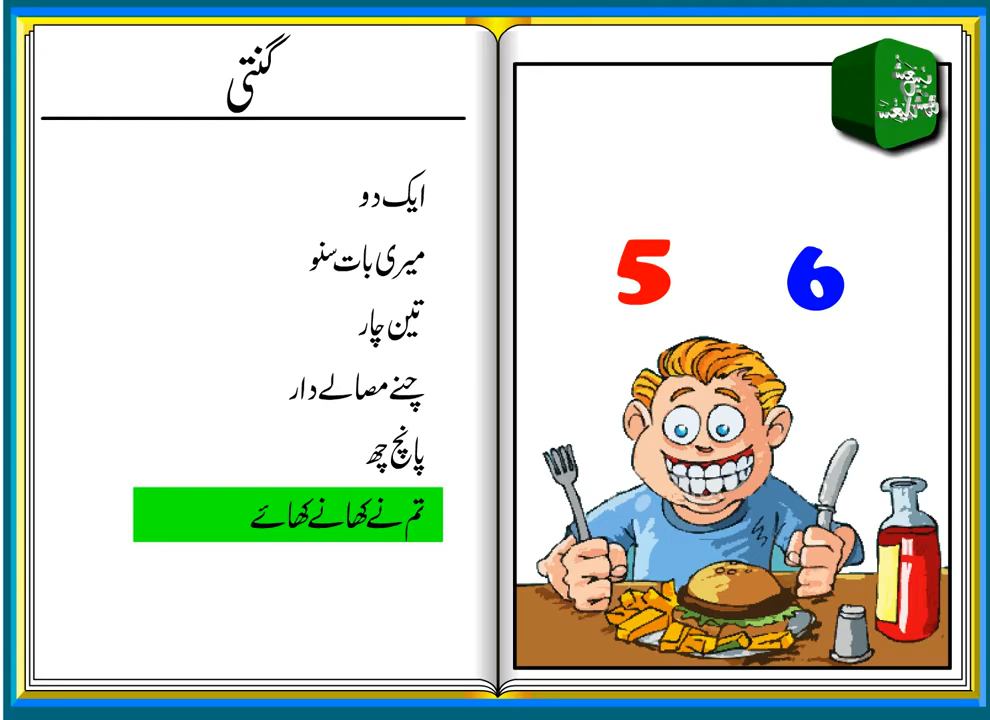 گنتی
ایک دو
میری بات سنو
تین چار
چنے مصالے دار
پانچ چھ
تم نے کھانے کھائے
5 6